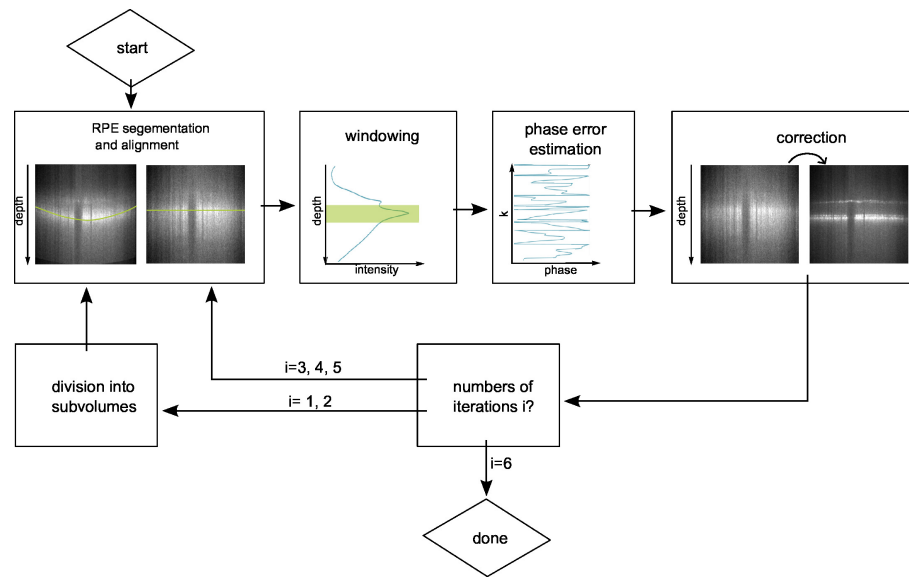 start
RPE segementation
and alignment
depth
windowing
depth
intensity
phase error
estimation
k
phase
correction
depth
division into
subvolumes
i=3, 4, 5
i= 1, 2
numbers of
iterations i?
i=6
done